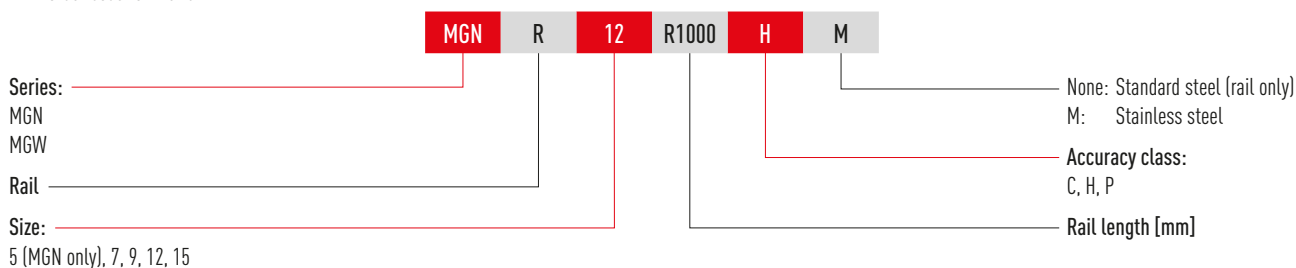 MGN R 12 R1000 H M
Series:
MGN
MGW
Rail
Size:
5 (MGN only), 7, 9, 12, 15
None: Standard steel (rail only)
M: Stainless steel
Accuracy class:
C, H, P
Rail length [mm]